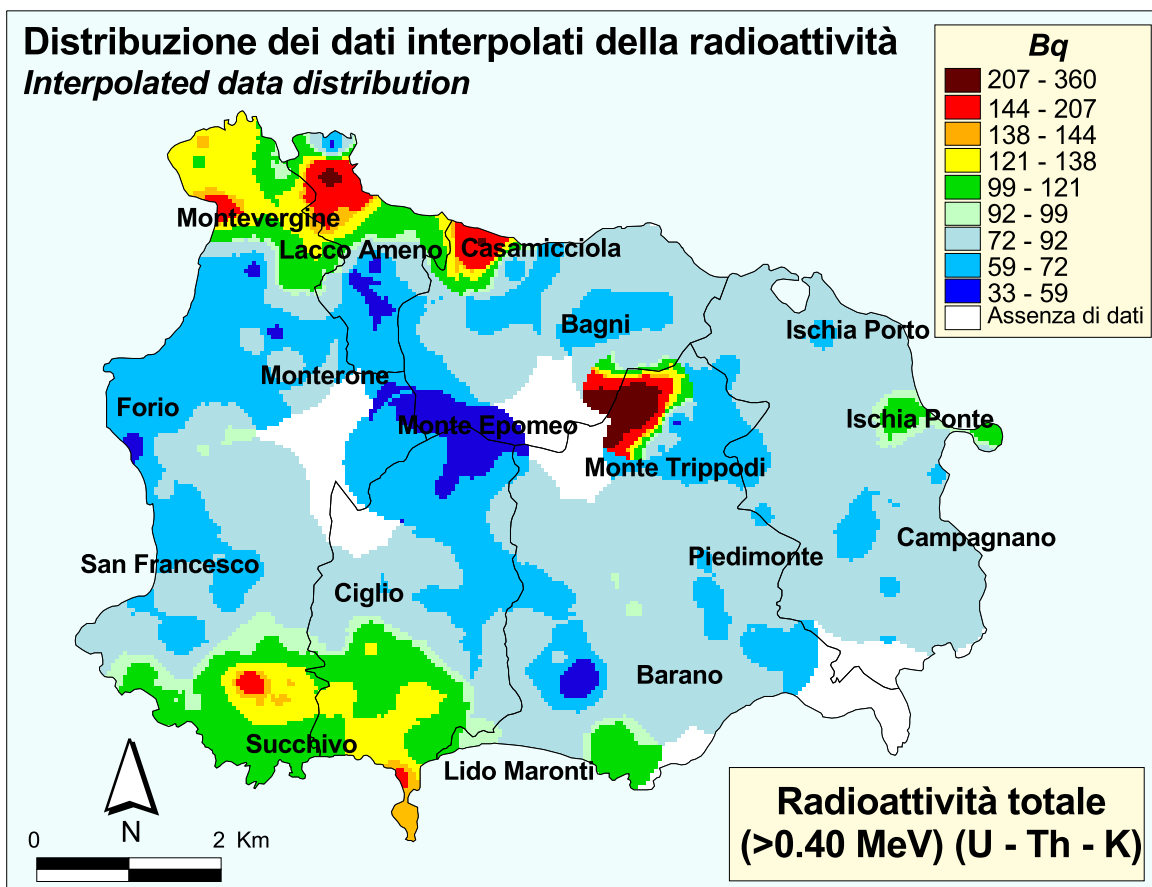 Distribuzione dei dati interpolati della radioattività
Interpolated data distribution
Bq
207 - 360
144 - 207
138 - 144
121 - 138
99 - 121
92 - 99
72 - 92
59 - 72
33 - 59
Assenza di dati
Montevergine
Lacco Ameno
Casamicciola
Bagni
Ischia Porto
Monterone
Forio
Monte Epomeo
Ischia Ponte
Monte Trippodi
Campagnano
Piedimonte
San Francesco
Ciglio
Barano
Succhivo
Lido Maronti
N
0 2 Km
Radioattività totale
(>0.40 MeV) (U - Th - K)